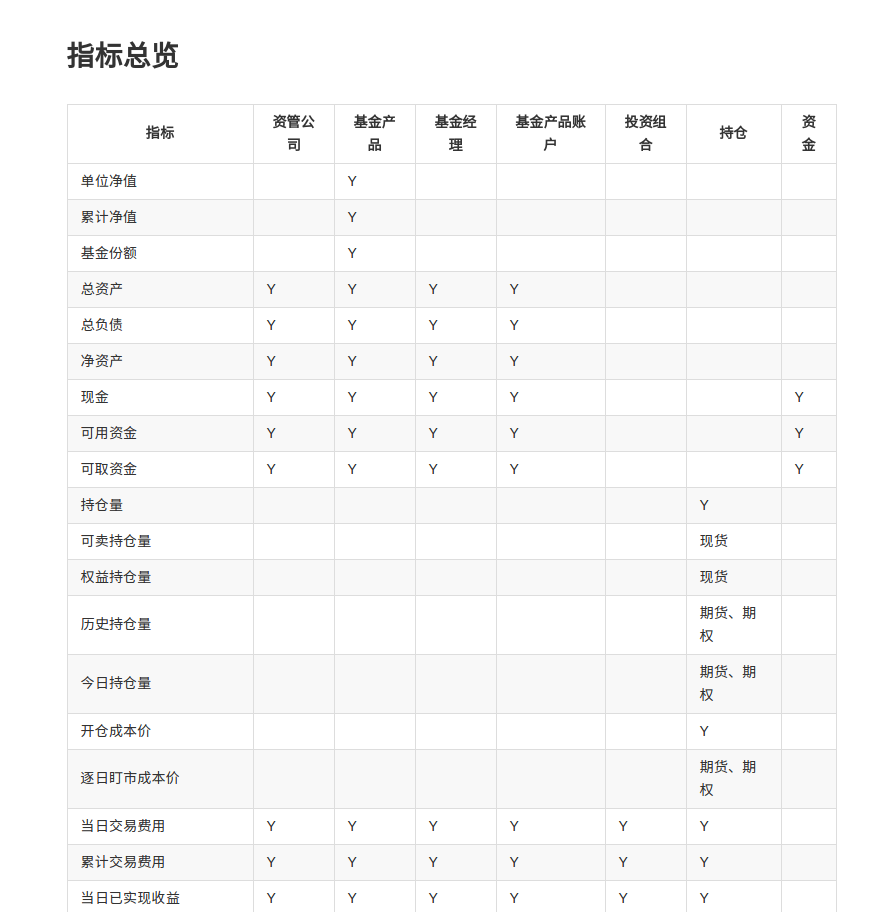 指标总览
指标 资管公司 基金产品 基金经理 基金产品账户 投资组合 持仓 资金
单位净值 Y
累计净值 Y
基金份额 Y
总资产 Y Y Y Y
总负债 Y Y Y Y
净资产 Y Y Y Y
现金 Y Y Y Y Y
可用资金 Y Y Y Y Y
可取资金 Y Y Y Y Y
持仓量 Y
可卖持仓量 现货
权益持仓量 现货
历史持仓量 期货、期权
今日持仓量 期货、期权
开仓成本价 Y
逐日盯市成本价 期货、期权
当日交易费用 Y Y Y Y Y Y
累计交易费用 Y Y Y Y Y Y
当日已实现收益 Y Y Y Y Y Y